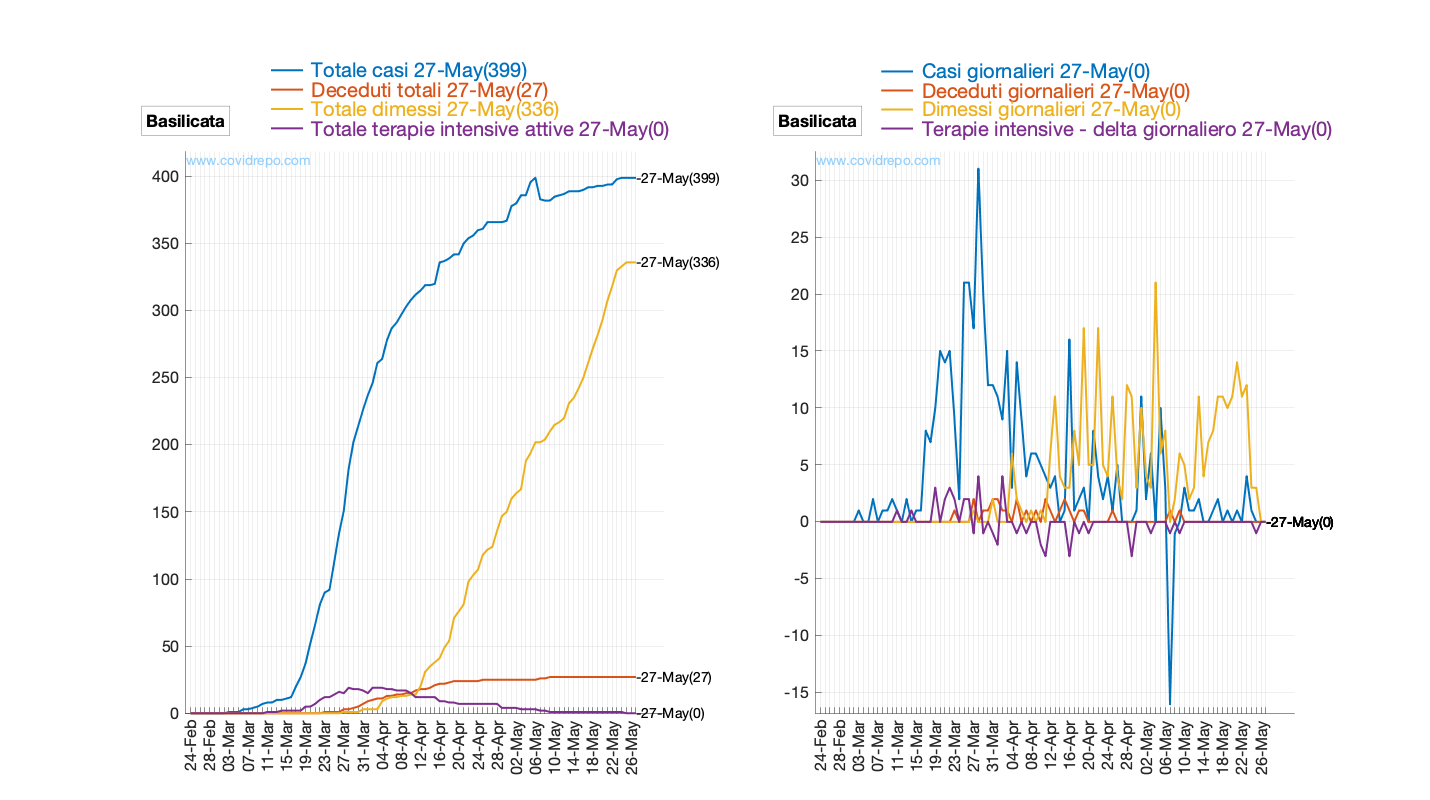 Totale casi 27-May(399)
Deceduti totali 27-May(27)
Totale dimessi 27-May(336)
Totale terapie intensive attive 27-May(0)
Basilicata
www.covidrepo.com
400
350
300
250
200
150
100
50
0
-27-May(399)
-27-May(336)
-27-May(27)
-27-May(0)
24-Feb
28-Feb
03-Mar
07-Mar
11-Mar
15-Mar
19-Mar
23-Mar
27-Mar
31-Mar
04-Apr
08-Apr
12-Apr
16-Apr
20-Apr
24-Apr
28-Apr
02-May
06-May
10-May
14-May
18-May
22-May
26-May
Casi giornalieri 27-May(0)
Deceduti giornalieri 27-May(0)
Dimessi giornalieri 27-May(0)
Terapie intensive - delta giornaliero 27-May(0)
Basilicata
www.covidrepo.com
30
25
20
15
10
5
0
-5
-10
-15
-27-May(0)
24-Feb
28-Feb
03-Mar
07-Mar
11-Mar
15-Mar
19-Mar
23-Mar
27-Mar
31-Mar
04-Apr
08-Apr
12-Apr
16-Apr
20-Apr
24-Apr
28-Apr
02-May
06-May
10-May
14-May
18-May
22-May
26-May